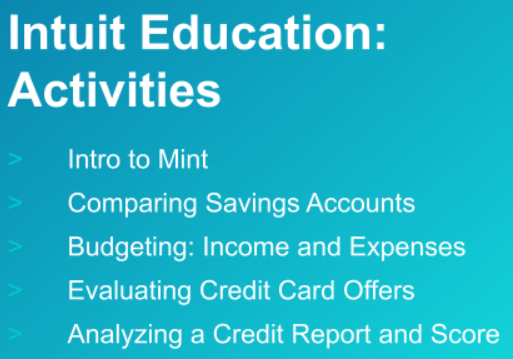 Intuit Education:
Activities
> Intro to Mint
> Comparing Savings Accounts
> Budgeting: Income and Expenses
> Evaluating Credit Card Offers
> Analyzing a Credit Report and Score